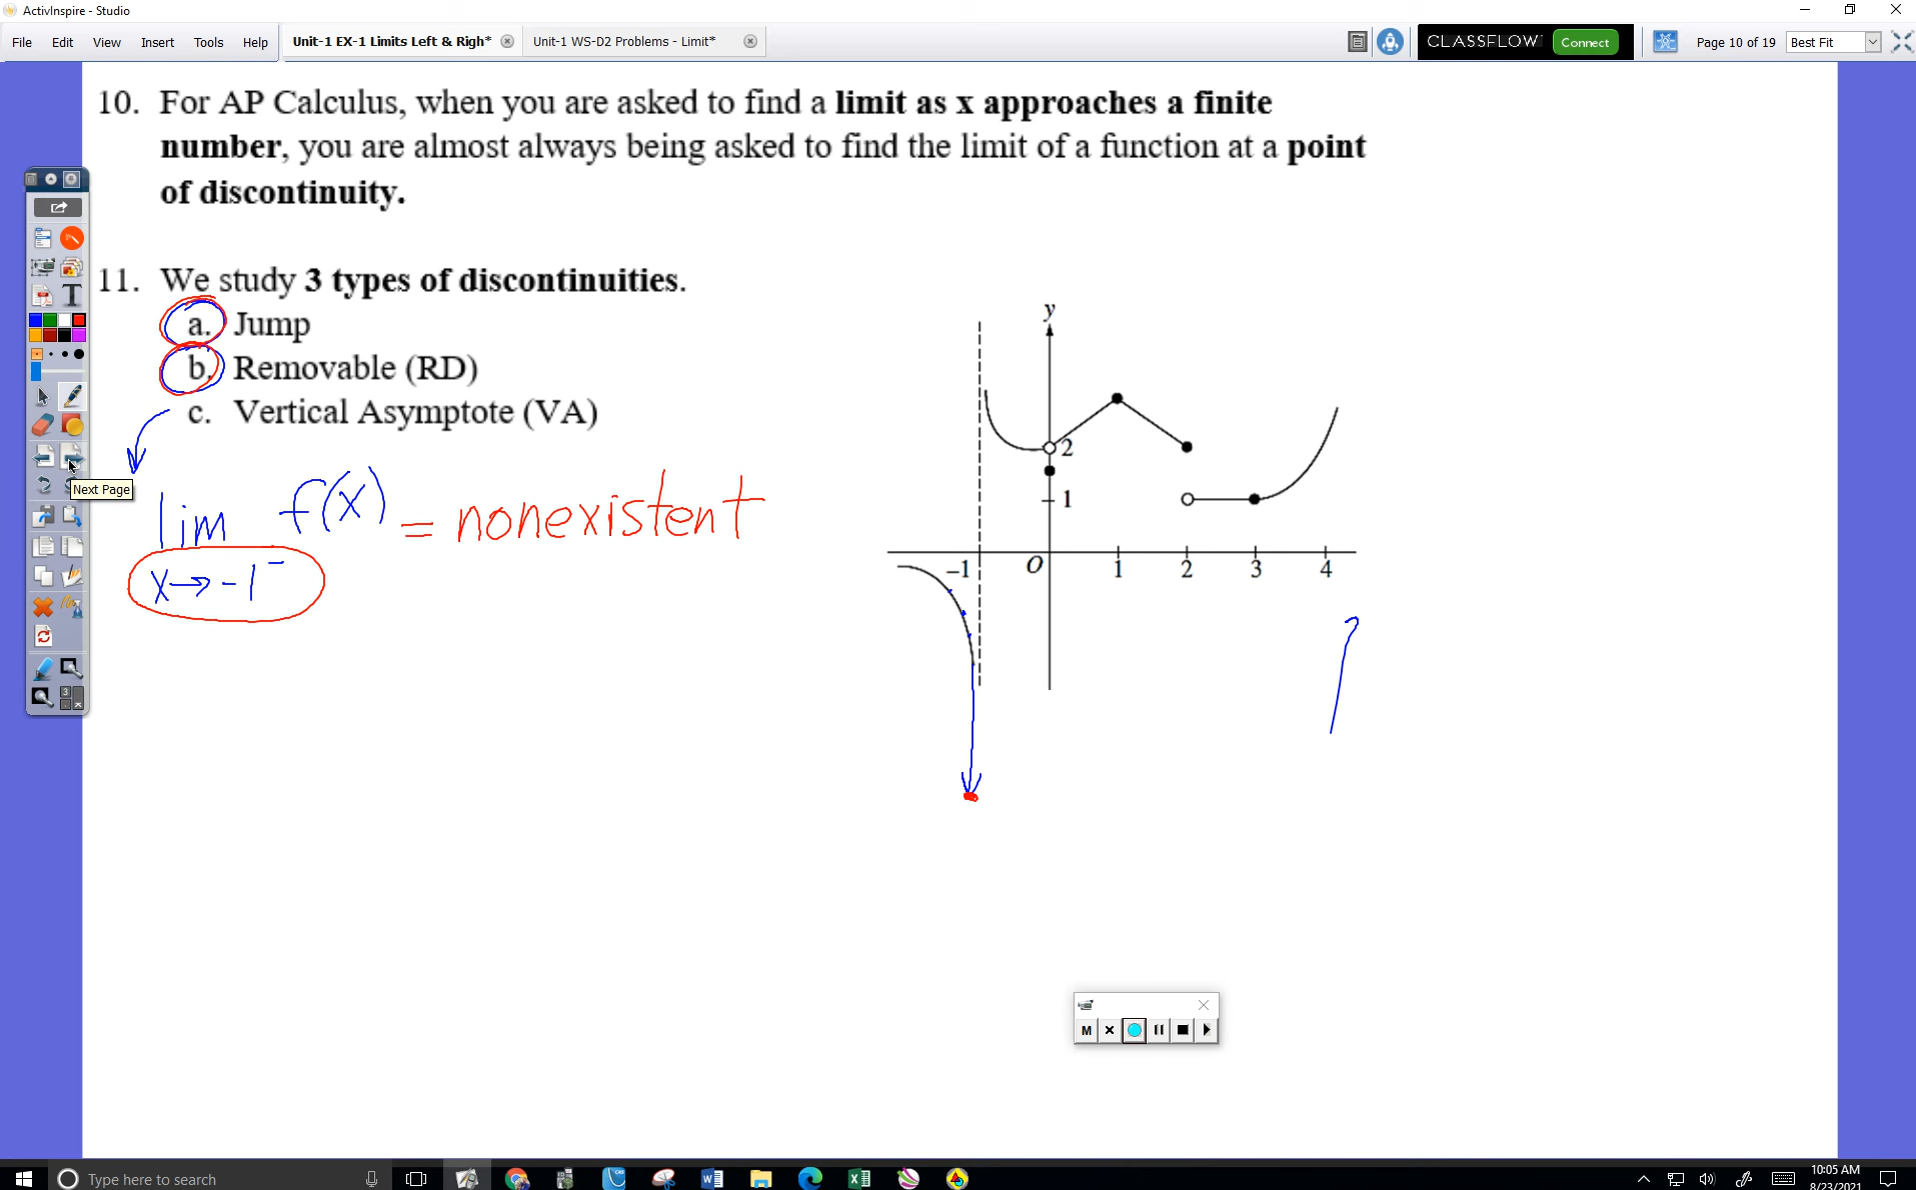 ActivInspire - Studio
File Edit View Insert Tools Help
Unit-1 EX-1 Limits Left & Righ*
Unit-1 WS-D2 Problems - Limit*
CLASSFLOW Connect
Page 10 of 19
Best Fit
10. For AP Calculus, when you are asked to find a limit as x approaches a finite
number, you are almost always being asked to find the limit of a function at a point
of discontinuity.
11. We study 3 types of discontinuities.
a. Jump
b. Removable (RD)
c. Vertical Asymptote (VA)
Next Page
lim f(x) = nonexistent
x→-1⁻
y
2
1
-1 O 1 2 3 4
M
T
3
Type here to search
10:05 AM
8/23/2021